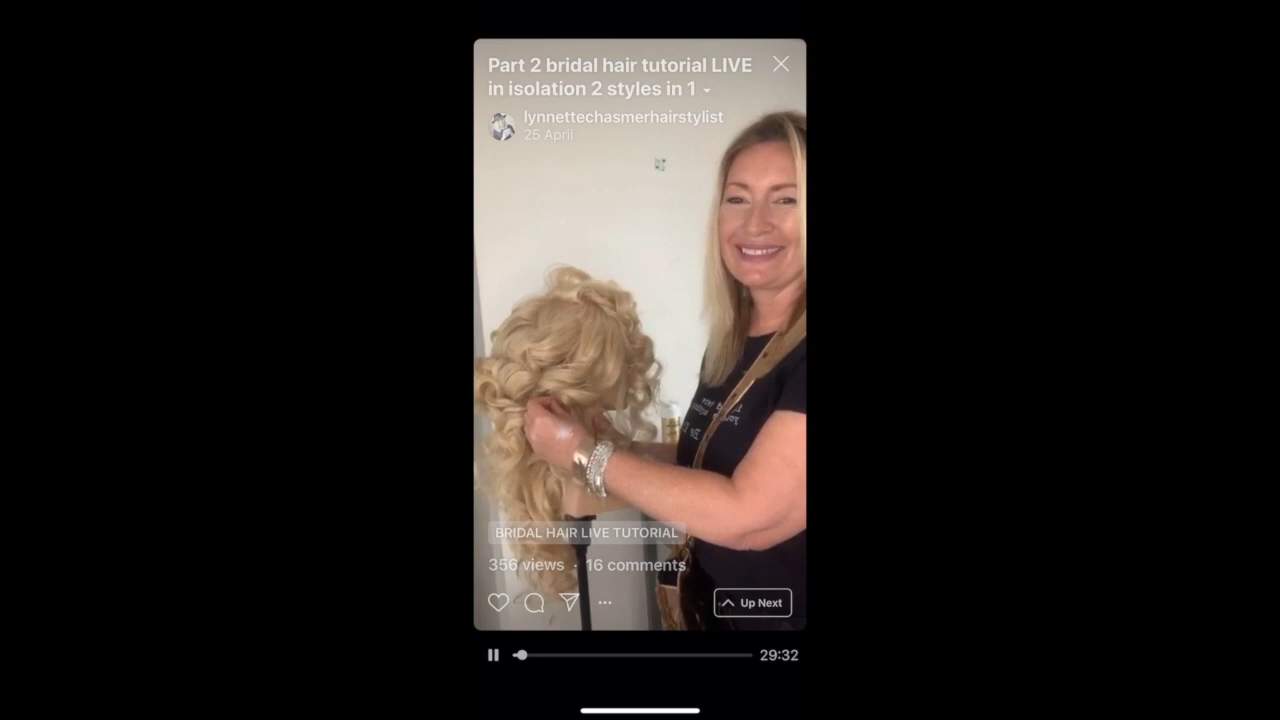 Part 2 bridal hair tutorial LIVE
in isolation 2 styles in 1
lynnettechasmerhairstylist
25 April
BRIDAL HAIR LIVE TUTORIAL
356 views · 16 comments
Up Next
29:32